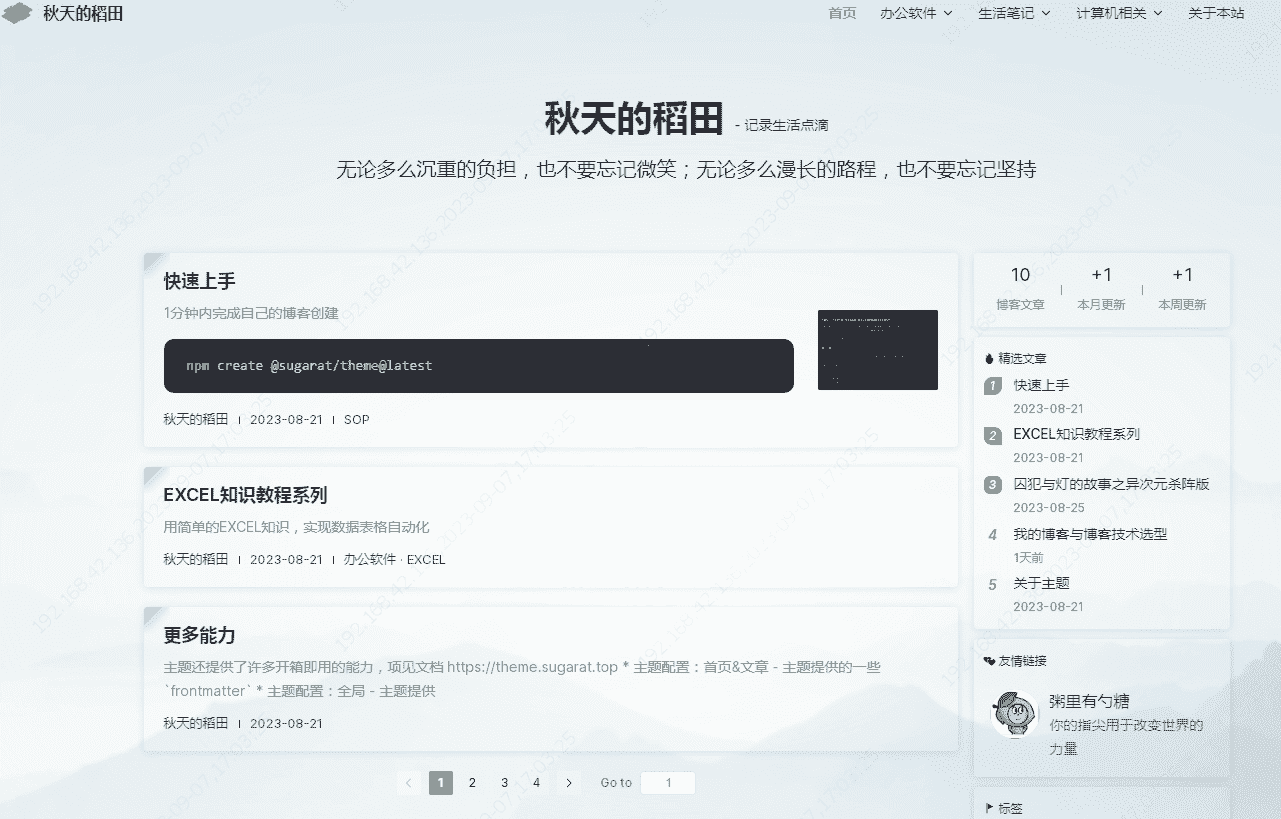 秋天的稻田
首页 办公软件 生活笔记 计算机相关 关于本站
秋天的稻田 - 记录生活点滴
无论多么沉重的负担，也不要忘记微笑；无论多么漫长的路程，也不要忘记坚持
快速上手
1分钟内完成自己的博客创建
npm create @sugarat/theme@latest
秋天的稻田 2023-08-21 SOP
EXCEL知识教程系列
用简单的EXCEL知识，实现数据表格自动化
秋天的稻田 2023-08-21 办公软件 · EXCEL
更多能力
主题还提供了许多开箱即用的能力，项见文档 https://theme.sugarat.top * 主题配置：首页&文章 - 主题提供的一些
`frontmatter` * 主题配置：全局 - 主题提供
秋天的稻田 2023-08-21
1 2 3 4 Go to 1
10 +1 +1
博客文章 本月更新 本周更新
精选文章
1 快速上手
2023-08-21
2 EXCEL知识教程系列
2023-08-21
3 囚犯与灯的故事之异次元杀阵版
2023-08-25
4 我的博客与博客技术选型
1天前
5 关于主题
2023-08-21
友情链接
粥里有勺糖
你的指尖用于改变世界的
力量
标签
192.168.42.136,2023-09-07,17:03:25